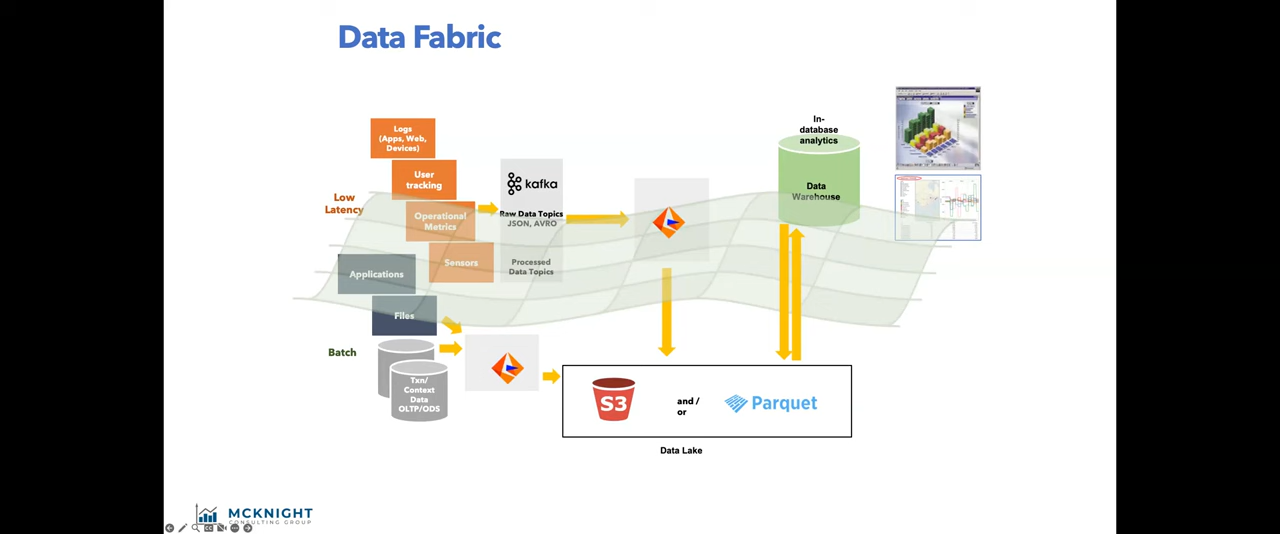 Data Fabric
Logs
(Apps, Web,
Devices)
User
tracking
Low
Latency
Operational
Metrics
Sensors
Applications
Files
Batch
Txn/
Context
Data
OLTP/ODS
kafka
Raw Data Topics
JSON, AVRO
Processed
Data Topics
In-
database
analytics
Data
Warehouse
S3
and /
or
Parquet
Data Lake
MCKNIGHT
CONSULTING GROUP